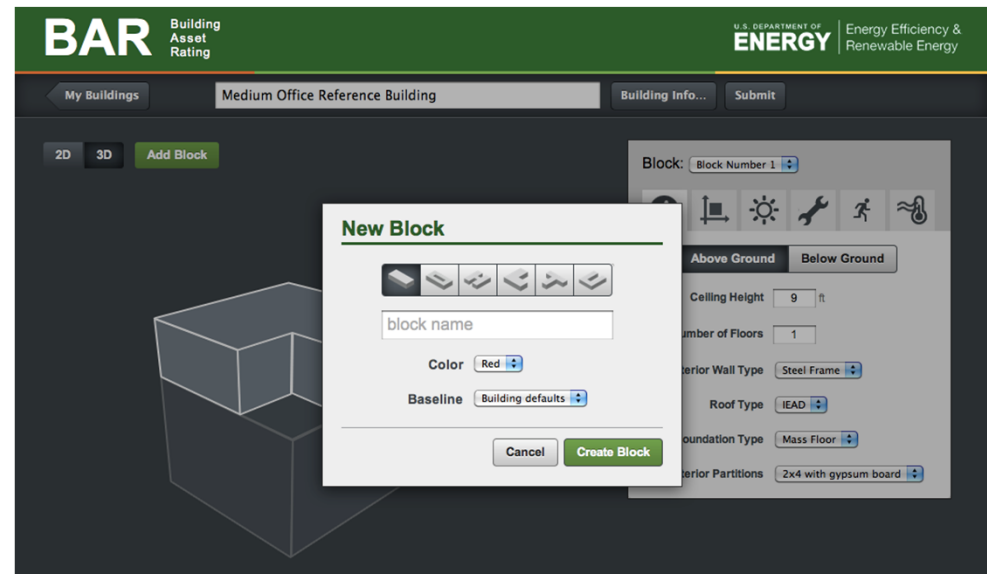 BAR
Building
Asset
Rating
U.S. DEPARTMENT OF
ENERGY
Energy Efficiency &
Renewable Energy
My Buildings
Medium Office Reference Building
Building Info...
Submit
2D
3D
Add Block
Block: Block Number 1
New Block
block name
Color Red
Baseline Building defaults
Cancel
Create Block
Above Ground
Below Ground
Ceiling Height 9 ft
umber of Floors 1
terior Wall Type Steel Frame
Roof Type IEAD
oundation Type Mass Floor
terior Partitions 2x4 with gypsum board